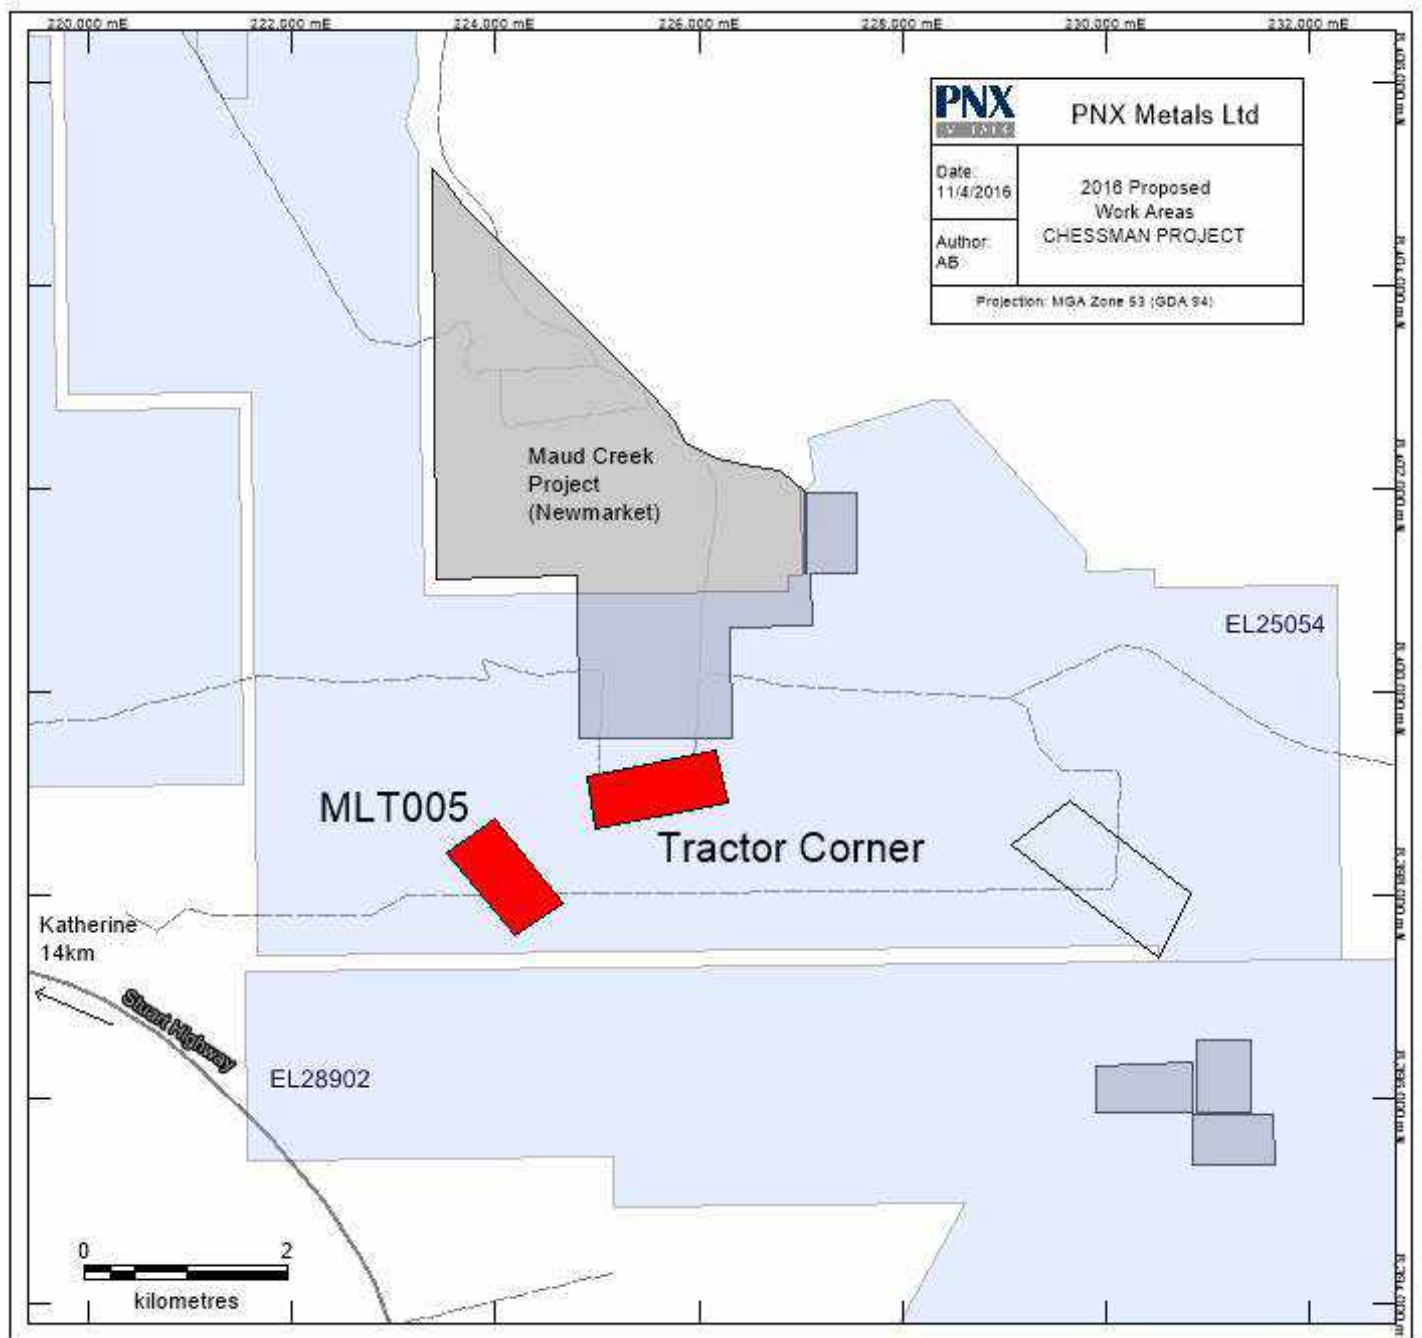 220,000 mE
222,000 mE
224,000 mE
226,000 mE
228,000 mE
230,000 mE
232,000 mE
PNX
METALS
PNX Metals Ltd
Date:
11/4/2016
2016 Proposed
Work Areas
CHESSMAN PROJECT
Author:
AB
Projection: MGA Zone 53 (GDA 94)
Maud Creek
Project
(Newmarket)
EL25054
MLT005
Tractor Corner
Katherine
14km
Stuart Highway
EL28902
0
2
kilometres